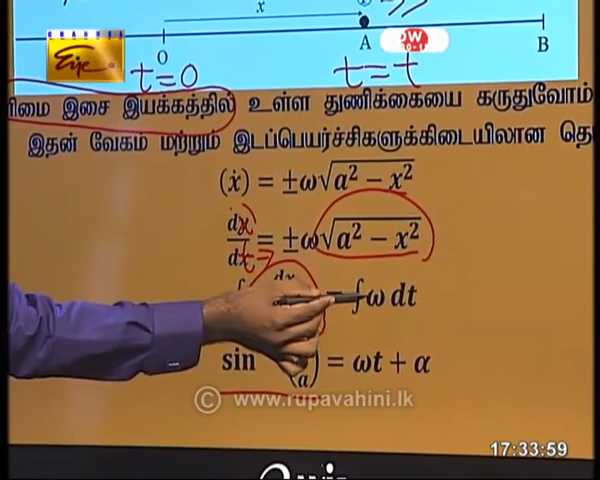 CHANNEL Eye
x
O A B
t=0 t=t
இசை இயக்கத்தில் உள்ள துணிக்கையை கருதுவோம்
இதன் வேகம் மற்றும் இடப்பெயர்ச்சிகளுக்கிடையிலான
(ẋ) = ±ω√(a² − x²)
dx/dt = ±ω√(a² − x²)
= ∫ω dt
sin = ωt + α
© www.rupavahini.lk
17:33:59